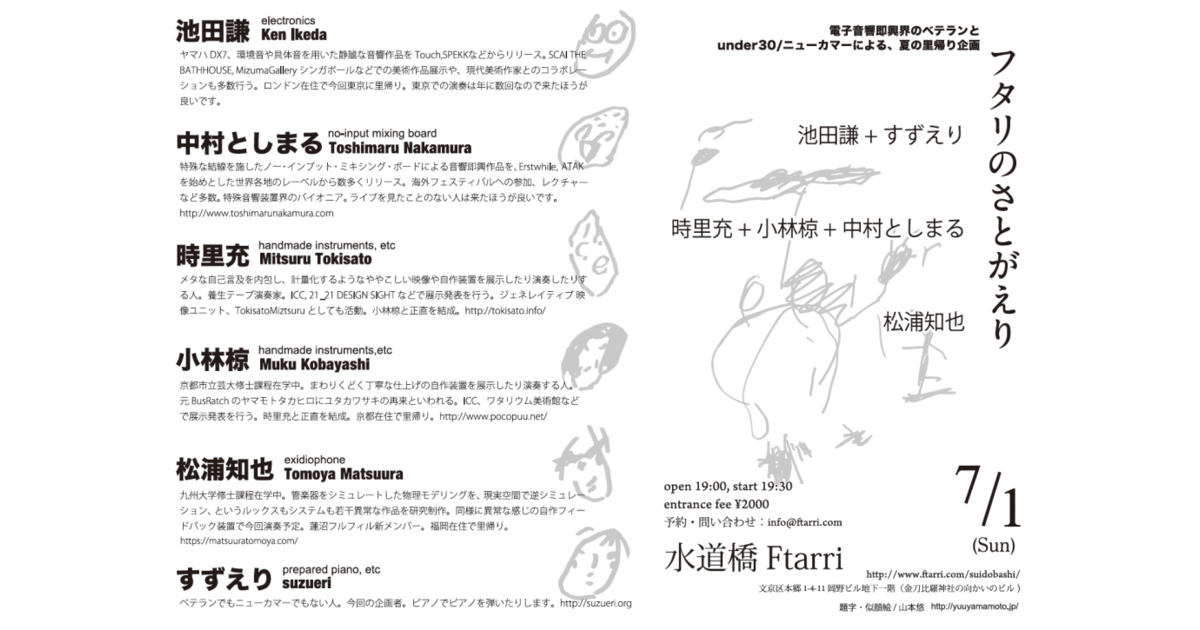 池田謙 electronics
Ken Ikeda
ヤマハ DX7、環境音や具体音を用いた静謐な音響作品を Touch,SPEKKなどからリリース。SCAI THE
BATHHOUSE, MizumaGallery シンガポールなどでの美術作品展示や、現代美術作家とのコラボレー
ションも多数行う。ロンドン在住で今回東京に里帰り。東京での演奏は年に数回なので来たほうが
良いです。
中村としまる no-input mixing board
Toshimaru Nakamura
特殊な結線を施したノー・インプット・ミキシング・ボードによる音響即興作品を、Erstwhile, ATAK
を始めとした世界各地のレーベルから数多くリリース。海外フェスティバルへの参加、レクチャー
など多数。特殊音響装置界のパイオニア。ライブを見たことのない人は来たほうが良いです。
http://www.toshimarunakamura.com
時里充 handmade instruments, etc
Mitsuru Tokisato
メタな自己言及を内包し、計量化するようなややこしい映像や自作装置を展示したり演奏したりす
る人。養生テープ演奏家。ICC, 21_21 DESIGN SIGHT などで展示発表を行う。ジェネレイティブ 映
像ユニット、TokisatoMiztsuru としても活動。小林椋と正直を結成。http://tokisato.info/
小林椋 handmade instruments,etc
Muku Kobayashi
京都市立芸大修士課程在学中。まわりくどく丁寧な仕上げの自作装置を展示したり演奏する人。
元 BusRatch のヤマモトタカヒロにユタカワサキの再来といわれる。ICC、ワタリウム美術館など
で展示発表を行う。時里充と正直を結成。京都在住で里帰り。http://www.pocopuu.net/
松浦知也 exidiophone
Tomoya Matsuura
九州大学修士課程在学中。管楽器をシミュレートした物理モデリングを、現実空間で逆シミュレー
ション、というルックスもシステムも若干異常な作品を研究制作。同様に異常な感じの自作フィー
ドバック装置で今回演奏予定。蓮沼フルフィル新メンバー。福岡在住で里帰り。
https://matsuuratomoya.com/
すずえり prepared piano, etc
suzueri
ベテランでもニューカマーでもない人。今回の企画者。ピアノでピアノを弾いたりします。http://suzueri.org
電子音響即興界のベテランと
under30/ニューカマーによる、夏の里帰り企画
フタリのさとがえり
池田謙 + すずえり
時里充 + 小林椋 + 中村としまる
松浦知也
open 19:00, start 19:30
entrance fee ¥2000
予約・問い合わせ：info@ftarri.com
7/1
(Sun)
水道橋 Ftarri
http://www.ftarri.com/suidobashi/
文京区本郷 1-4-11 岡野ビル地下一階（金刀比羅神社の向かいのビル）
題字・似顔絵 / 山本悠 http://yuuyamamoto.jp/